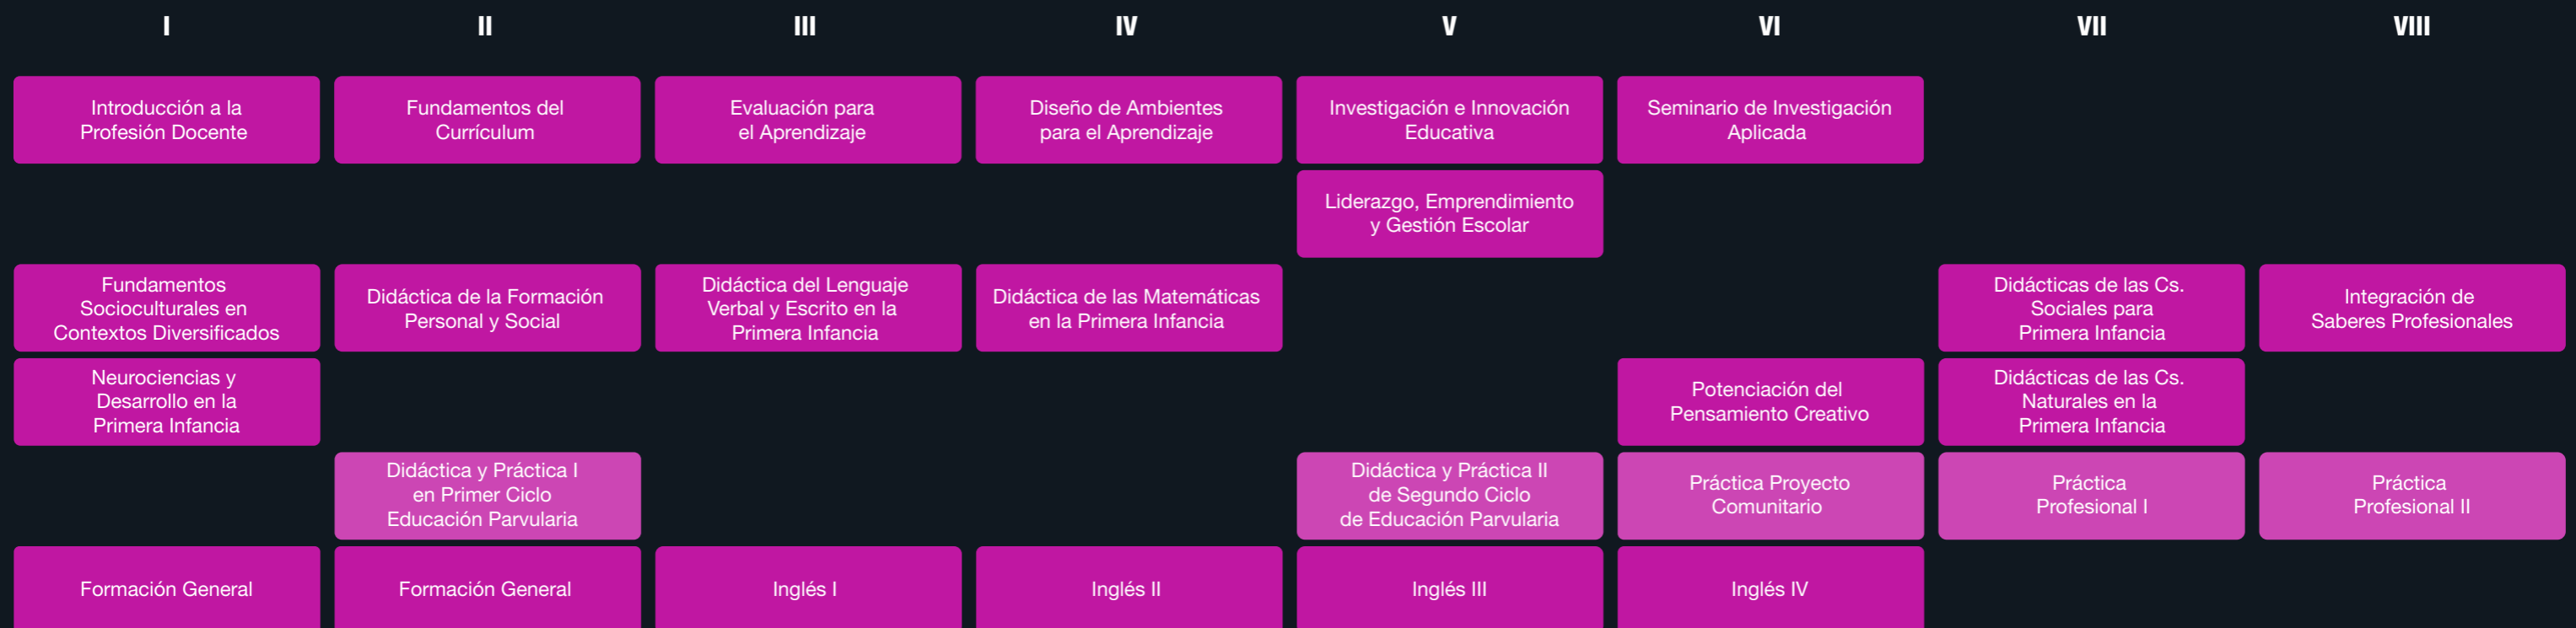 I
II
III
IV
V
VI
VII
VIII
Introducción a la
Profesión Docente
Fundamentos del
Currículum
Evaluación para
el Aprendizaje
Diseño de Ambientes
para el Aprendizaje
Investigación e Innovación
Educativa
Seminario de Investigación
Aplicada
Liderazgo, Emprendimiento
y Gestión Escolar
Fundamentos
Socioculturales en
Contextos Diversificados
Didáctica de la Formación
Personal y Social
Didáctica del Lenguaje
Verbal y Escrito en la
Primera Infancia
Didáctica de las Matemáticas
en la Primera Infancia
Didácticas de las Cs.
Sociales para
Primera Infancia
Integración de
Saberes Profesionales
Neurociencias y
Desarrollo en la
Primera Infancia
Potenciación del
Pensamiento Creativo
Didácticas de las Cs.
Naturales en la
Primera Infancia
Didáctica y Práctica I
en Primer Ciclo
Educación Parvularia
Didáctica y Práctica II
de Segundo Ciclo
de Educación Parvularia
Práctica Proyecto
Comunitario
Práctica
Profesional I
Práctica
Profesional II
Formación General
Formación General
Inglés I
Inglés II
Inglés III
Inglés IV